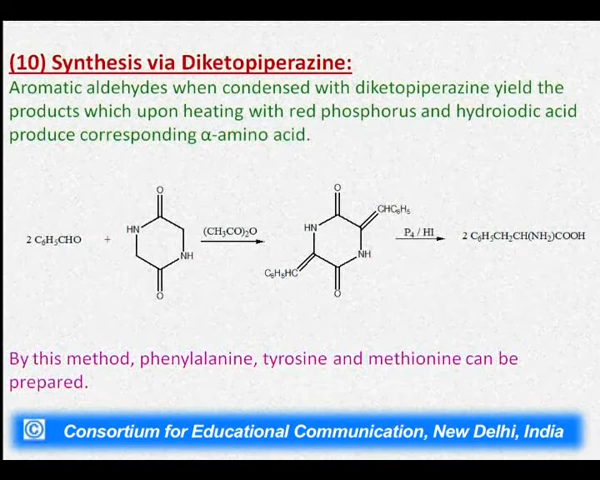 (10) Synthesis via Diketopiperazine:
Aromatic aldehydes when condensed with diketopiperazine yield the
products which upon heating with red phosphorus and hydroiodic acid
produce corresponding α-amino acid.
O
O
HN
NH
O
2 C₆H₅CHO
+
(CH₃CO)₂O
CHC₆H₅
HN
NH
C₆H₅HC
O
P₄ / HI
2 C₆H₅CH₂CH(NH₂)COOH
By this method, phenylalanine, tyrosine and methionine can be
prepared.
© Consortium for Educational Communication, New Delhi, India